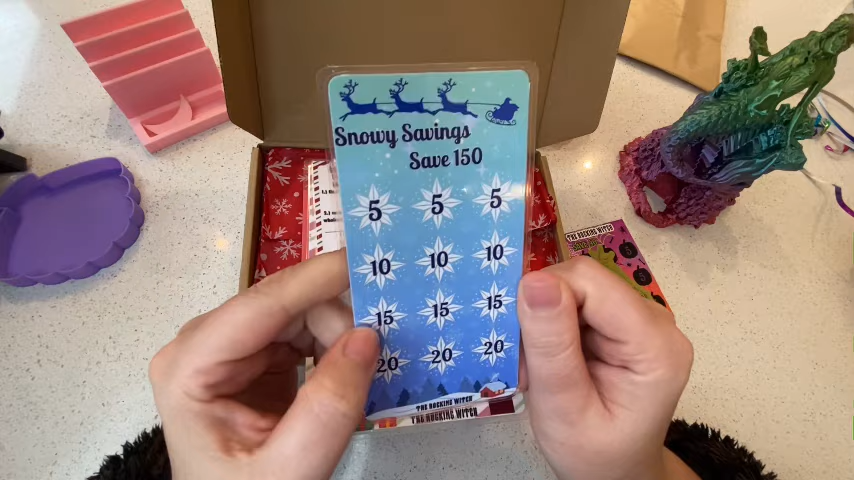 Snowy Savings
Save 150
5 5 5
10 10 10
15 15 15
20 20 20
THE ROCKING WITCH
THE ROCKING WITCH
THE ROCKING WITCH